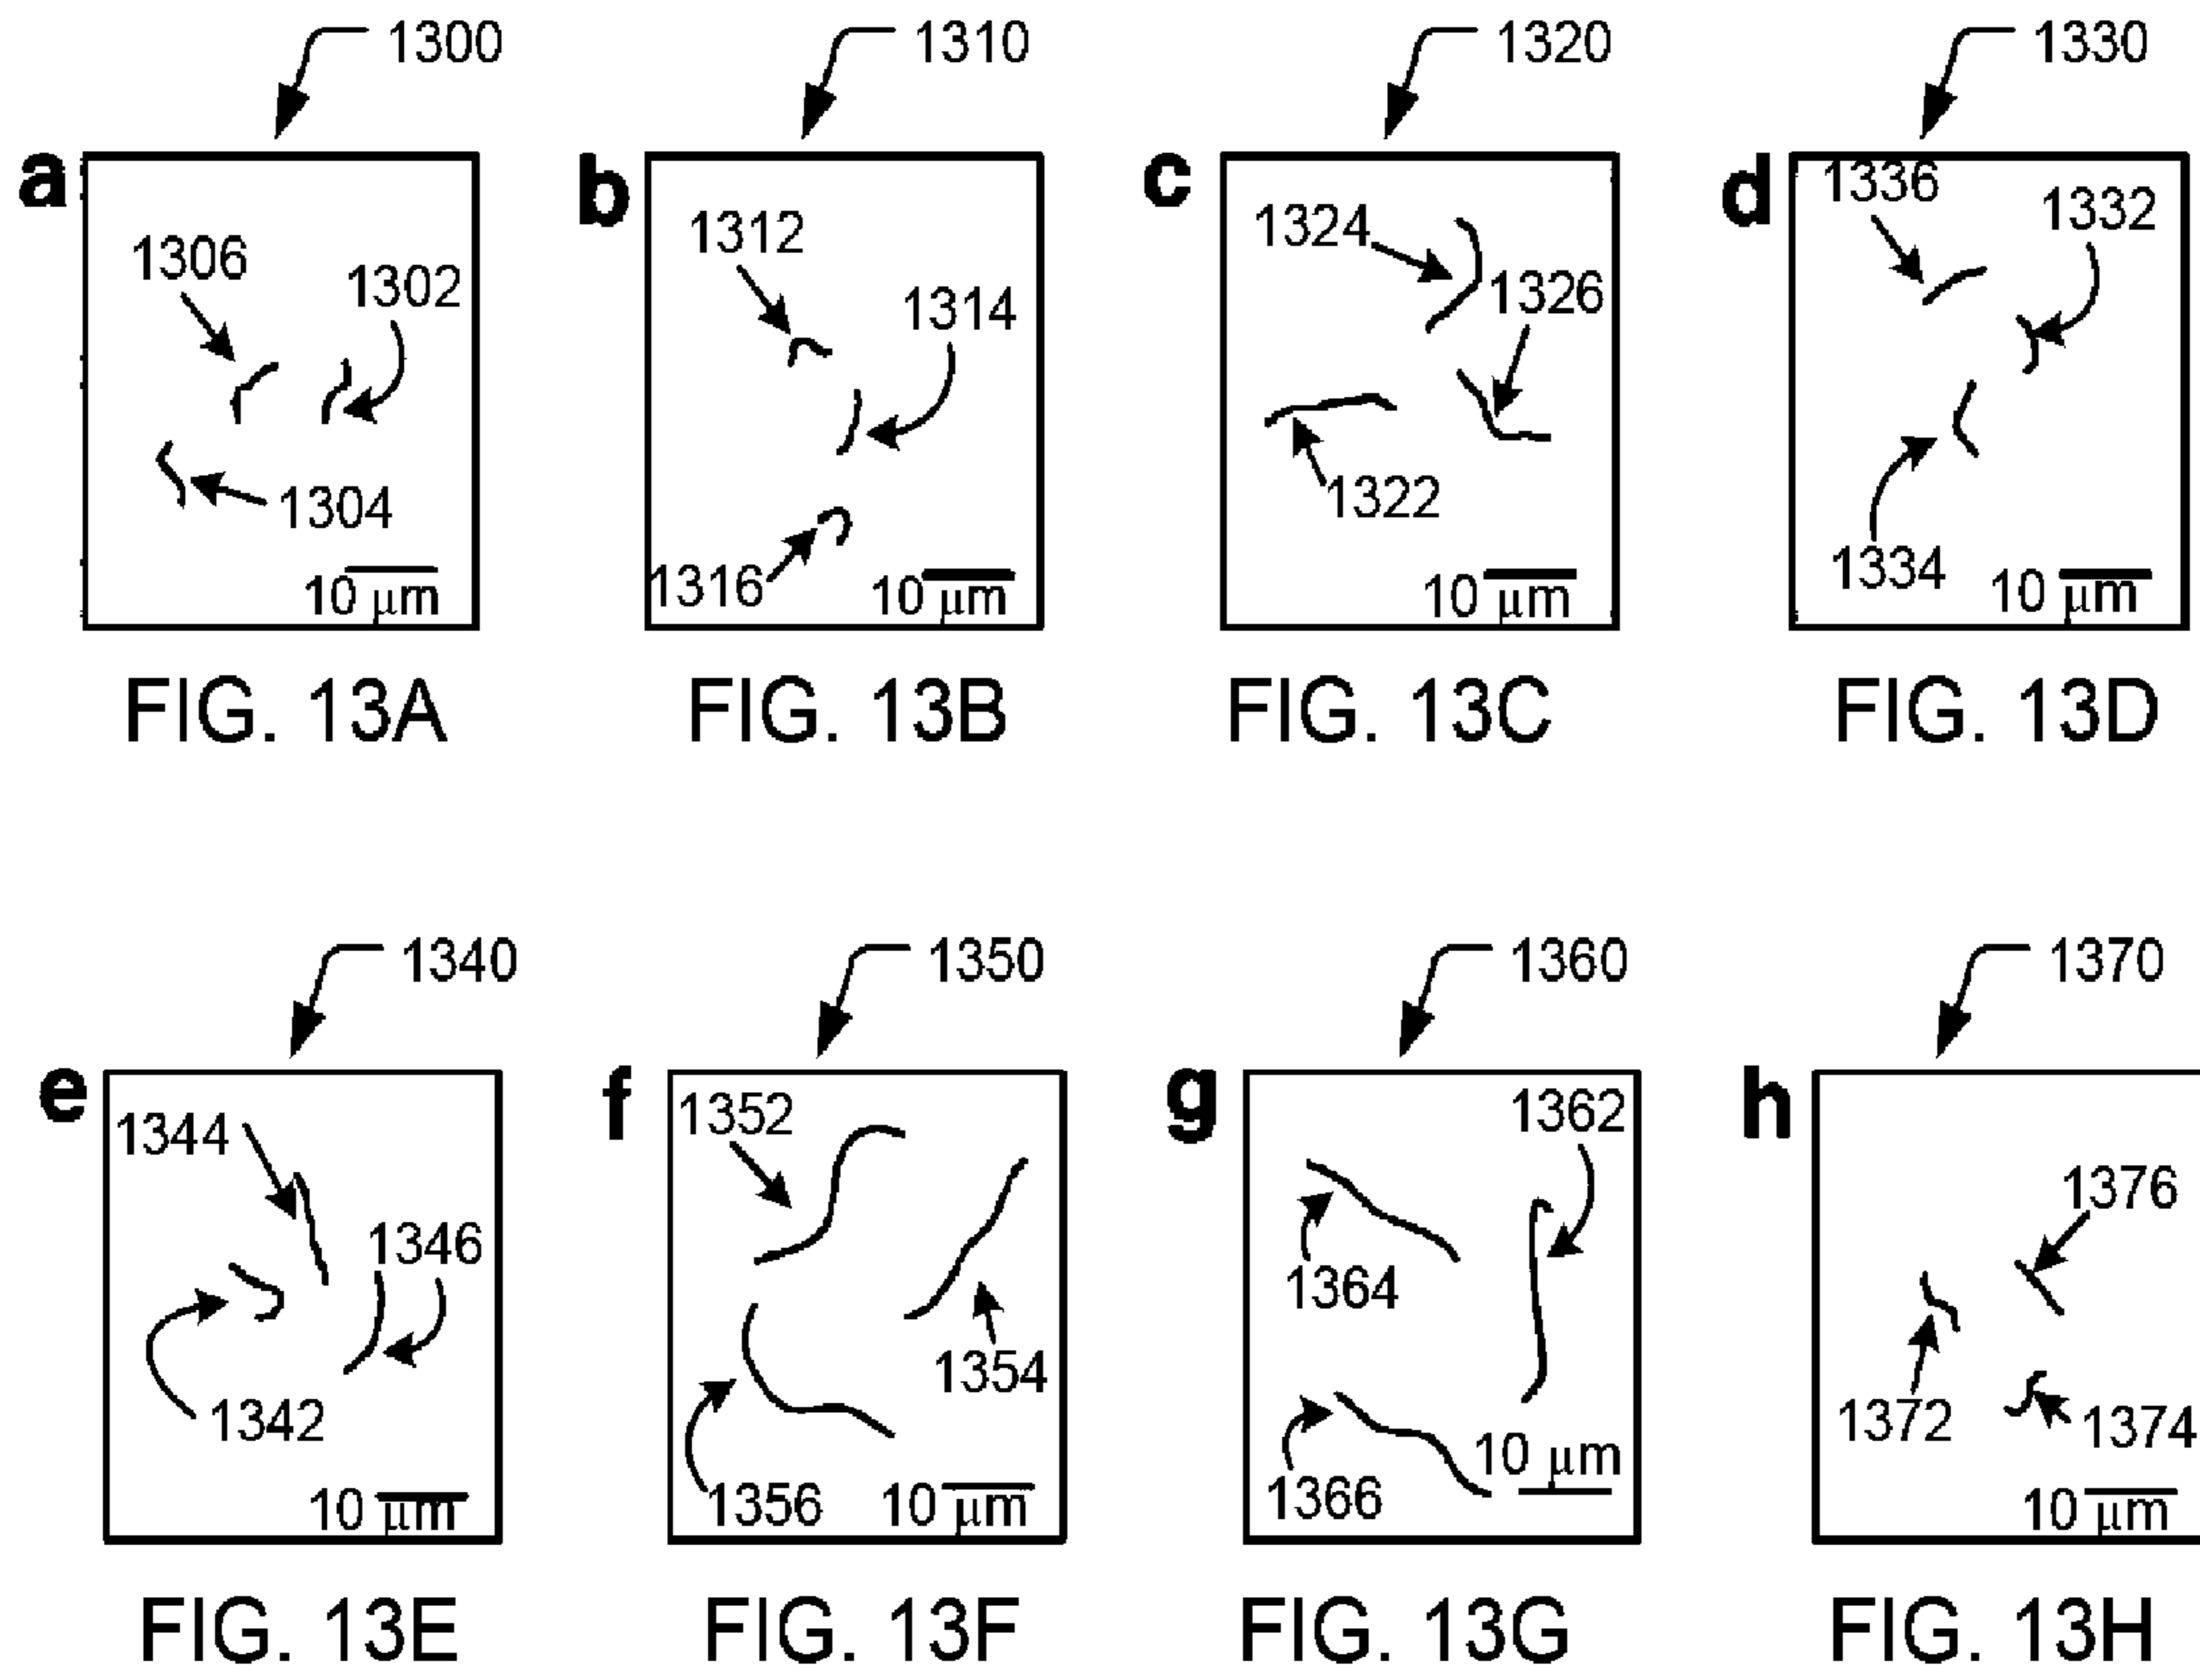 1300
1310
1320
1330
a
b
c
d
1306
1302
1304
10 μm
1312
1314
1316
10 μm
1324
1326
1322
10 μm
1336
1332
1334
10 μm
FIG. 13A
FIG. 13B
FIG. 13C
FIG. 13D
1340
1350
1360
1370
e
f
g
h
1344
1346
1342
10 μm
1352
1354
1356
10 μm
1362
1364
1366
10 μm
1376
1372
1374
10 μm
FIG. 13E
FIG. 13F
FIG. 13G
FIG. 13H